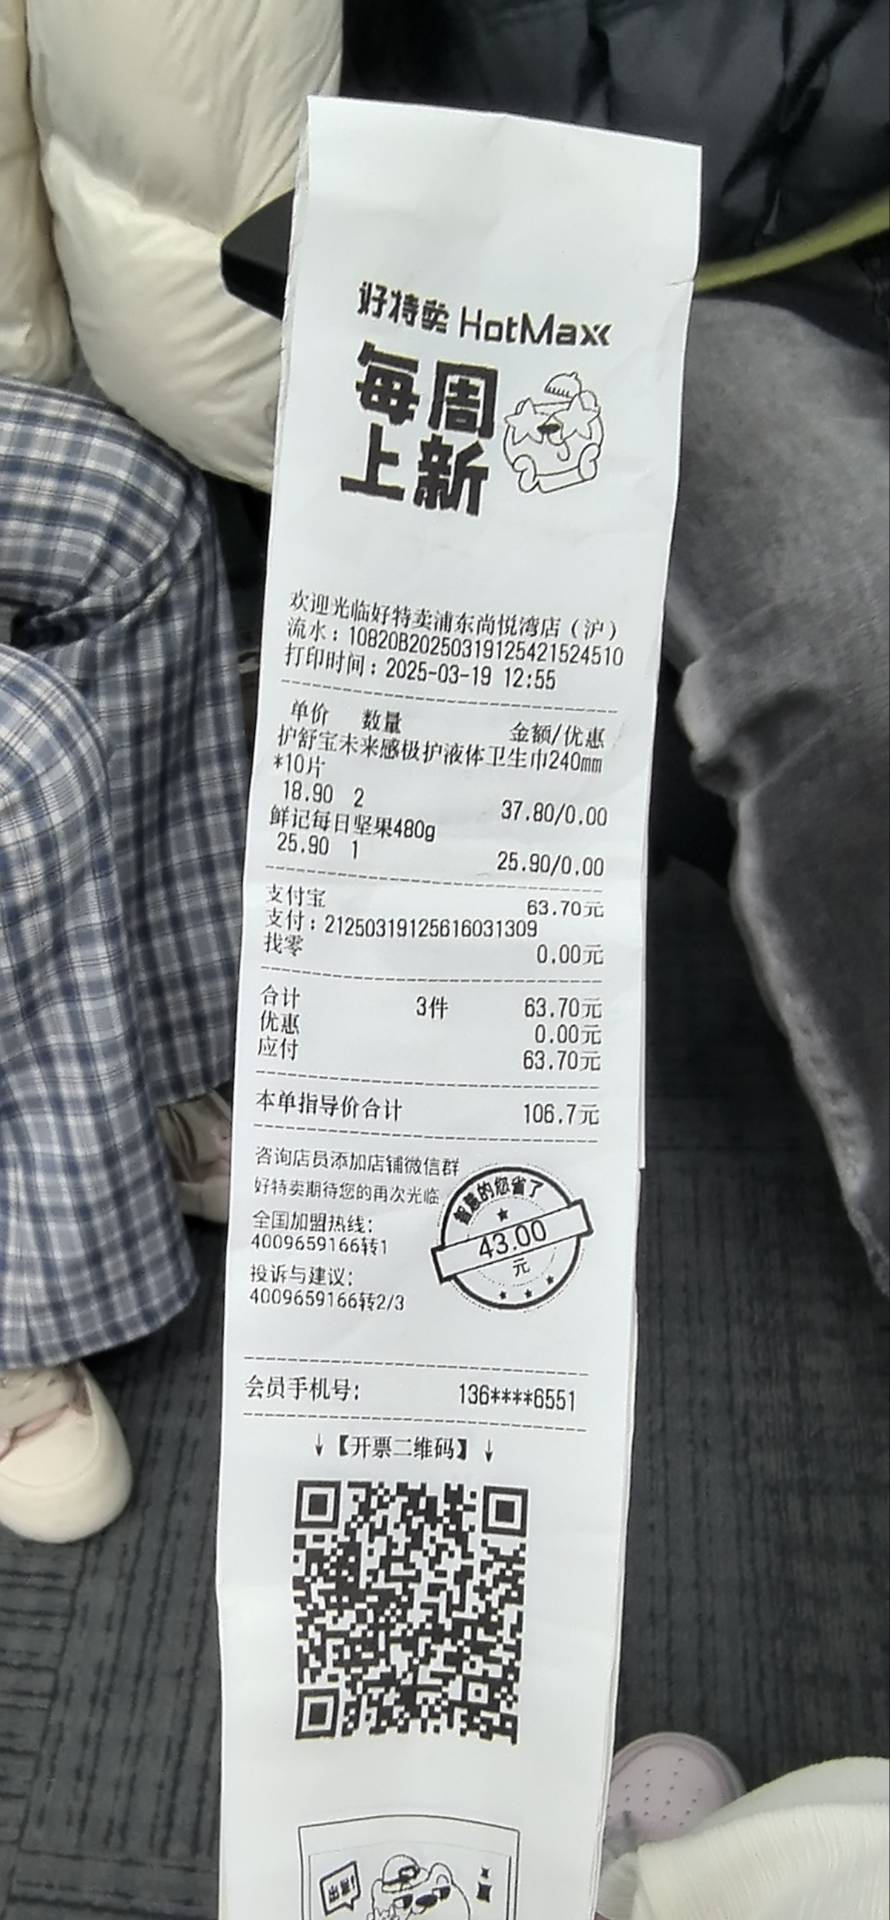 好特卖 HotMaxx
每周
上新
欢迎光临好特卖浦东尚悦湾店（沪）
流水：10820B20250319125421524510
打印时间：2025-03-19 12:55
单价 数量 金额/优惠
护舒宝未来感极护液体卫生巾240mm
*10片
18.90 2 37.80/0.00
鲜记每日坚果480g
25.90 1 25.90/0.00
支付宝 63.70元
支付：2125031912561603​1309
找零 0.00元
合计 3件 63.70元
优惠 0.00元
应付 63.70元
本单指导价合计 106.7元
咨询店员添加店铺微信群
好特卖期待您的再次光临
全国加盟热线：
4009659166转1
投诉与建议：
4009659166转2/3
智慧的您省了
43.00
元
会员手机号： 136****6551
↓【开票二维码】↓